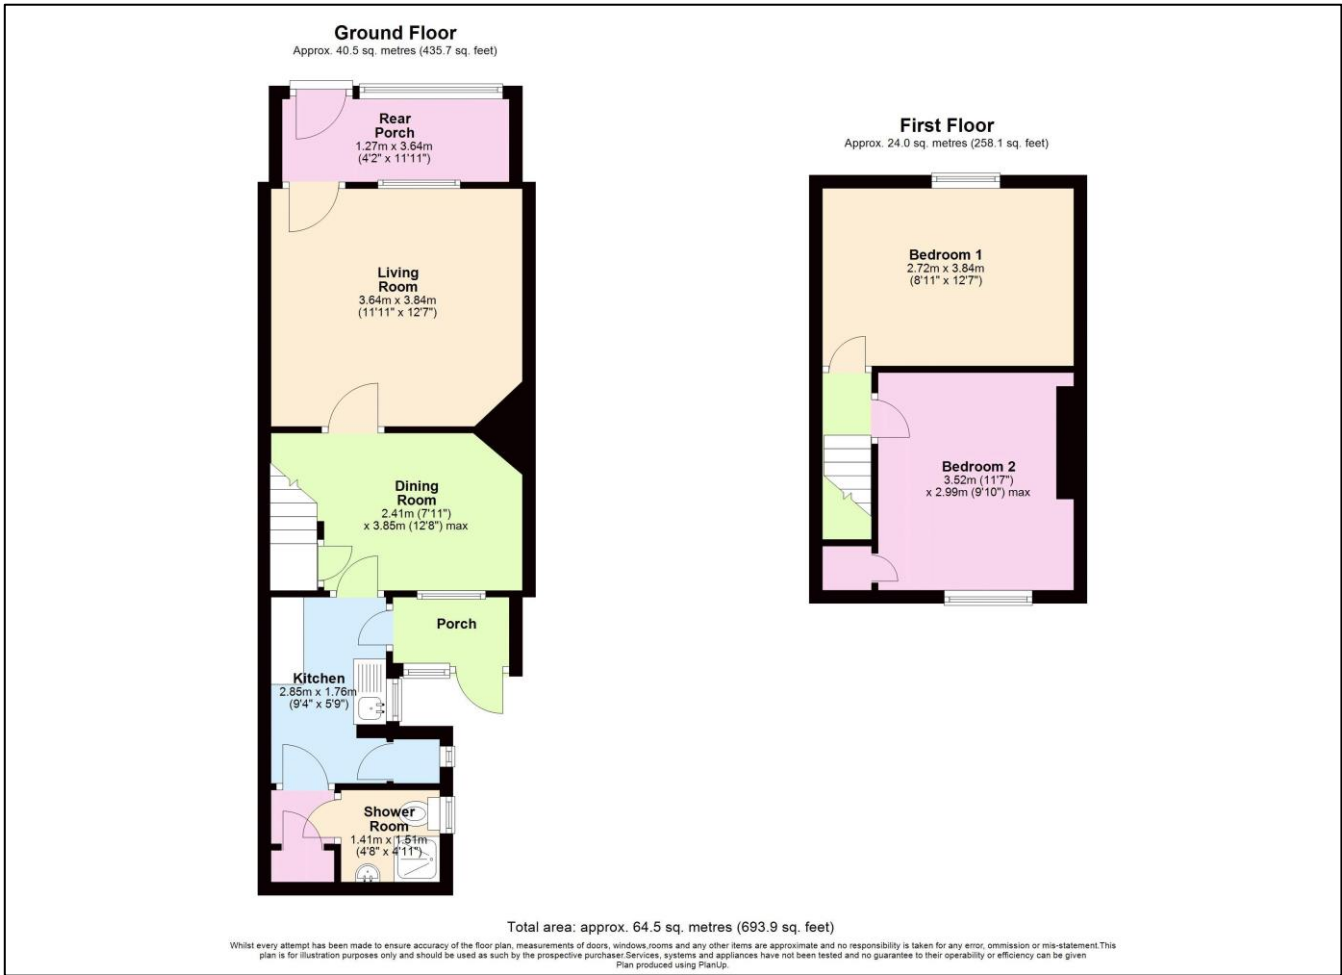 Ground Floor
Approx. 40.5 sq. metres (435.7 sq. feet)
Rear
Porch
1.27m x 3.64m
(4'2" x 11'11")
Living
Room
3.64m x 3.84m
(11'11" x 12'7")
Dining
Room
2.41m (7'11")
x 3.85m (12'8") max
Porch
Kitchen
2.85m x 1.76m
(9'4" x 5'9")
Shower
Room
1.41m x 1.51m
(4'8" x 4'11")
First Floor
Approx. 24.0 sq. metres (258.1 sq. feet)
Bedroom 1
2.72m x 3.84m
(8'11" x 12'7")
Bedroom 2
3.52m (11'7")
x 2.99m (9'10") max
Total area: approx. 64.5 sq. metres (693.9 sq. feet)
Whilst every attempt has been made to ensure accuracy of the floor plan, measurements of doors, windows,rooms and any other items are approximate and no responsibility is taken for any error, ommission or mis-statement.This
plan is for illustration purposes only and should be used as such by the prospective purchaser.Services, systems and appliances have not been tested and no guarantee to their operability or efficiency can be given
Plan produced using PlanUp.